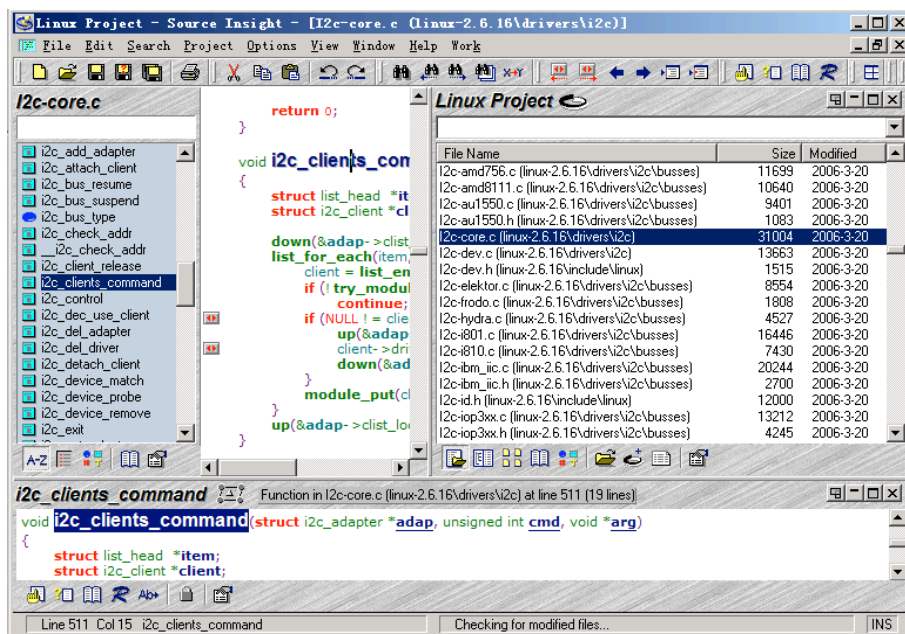 Linux Project - Source Insight - [I2c-core.c (linux-2.6.16\drivers\i2c)]
File Edit Search Project Options View Window Help Work
I2c-core.c
i2c_add_adapter
i2c_attach_client
i2c_bus_resume
i2c_bus_suspend
i2c_bus_type
i2c_check_addr
__i2c_check_addr
i2c_client_release
i2c_clients_command
i2c_control
i2c_dec_use_client
i2c_del_adapter
i2c_del_driver
i2c_detach_client
i2c_device_match
i2c_device_probe
i2c_device_remove
i2c_exit
A-Z
return 0;
}
void i2c_clients_com
{
struct list_head *it
struct i2c_client *cl
down(&adap->clist_
list_for_each(item,
client = list_en
if (!try_modul
continue;
if (NULL != clie
up(&adap-
client->dri
down(&ad
}
module_put(cl
}
up(&adap->clist_loc
}
Linux Project
File Name Size Modified
I2c-amd756.c (linux-2.6.16\drivers\i2c\busses) 11699 2006-3-20
I2c-amd8111.c (linux-2.6.16\drivers\i2c\busses) 10640 2006-3-20
I2c-au1550.c (linux-2.6.16\drivers\i2c\busses) 9401 2006-3-20
I2c-au1550.h (linux-2.6.16\drivers\i2c\busses) 1083 2006-3-20
I2c-core.c (linux-2.6.16\drivers\i2c) 31004 2006-3-20
I2c-dev.c (linux-2.6.16\drivers\i2c) 13663 2006-3-20
I2c-dev.h (linux-2.6.16\include\linux) 1515 2006-3-20
I2c-elektor.c (linux-2.6.16\drivers\i2c\busses) 8554 2006-3-20
I2c-frodo.c (linux-2.6.16\drivers\i2c\busses) 1808 2006-3-20
I2c-hydra.c (linux-2.6.16\drivers\i2c\busses) 4527 2006-3-20
I2c-i801.c (linux-2.6.16\drivers\i2c\busses) 16446 2006-3-20
I2c-i810.c (linux-2.6.16\drivers\i2c\busses) 7430 2006-3-20
I2c-ibm_iic.c (linux-2.6.16\drivers\i2c\busses) 20244 2006-3-20
I2c-ibm_iic.h (linux-2.6.16\drivers\i2c\busses) 2700 2006-3-20
I2c-id.h (linux-2.6.16\include\linux) 12000 2006-3-20
I2c-iop3xx.c (linux-2.6.16\drivers\i2c\busses) 13212 2006-3-20
I2c-iop3xx.h (linux-2.6.16\drivers\i2c\busses) 4245 2006-3-20
i2c_clients_command Function in I2c-core.c (linux-2.6.16\drivers\i2c) at line 511 (19 lines)
void i2c_clients_command(struct i2c_adapter *adap, unsigned int cmd, void *arg)
{
struct list_head *item;
struct i2c_client *client;
Line 511 Col 15 i2c_clients_command
Checking for modified files...
INS